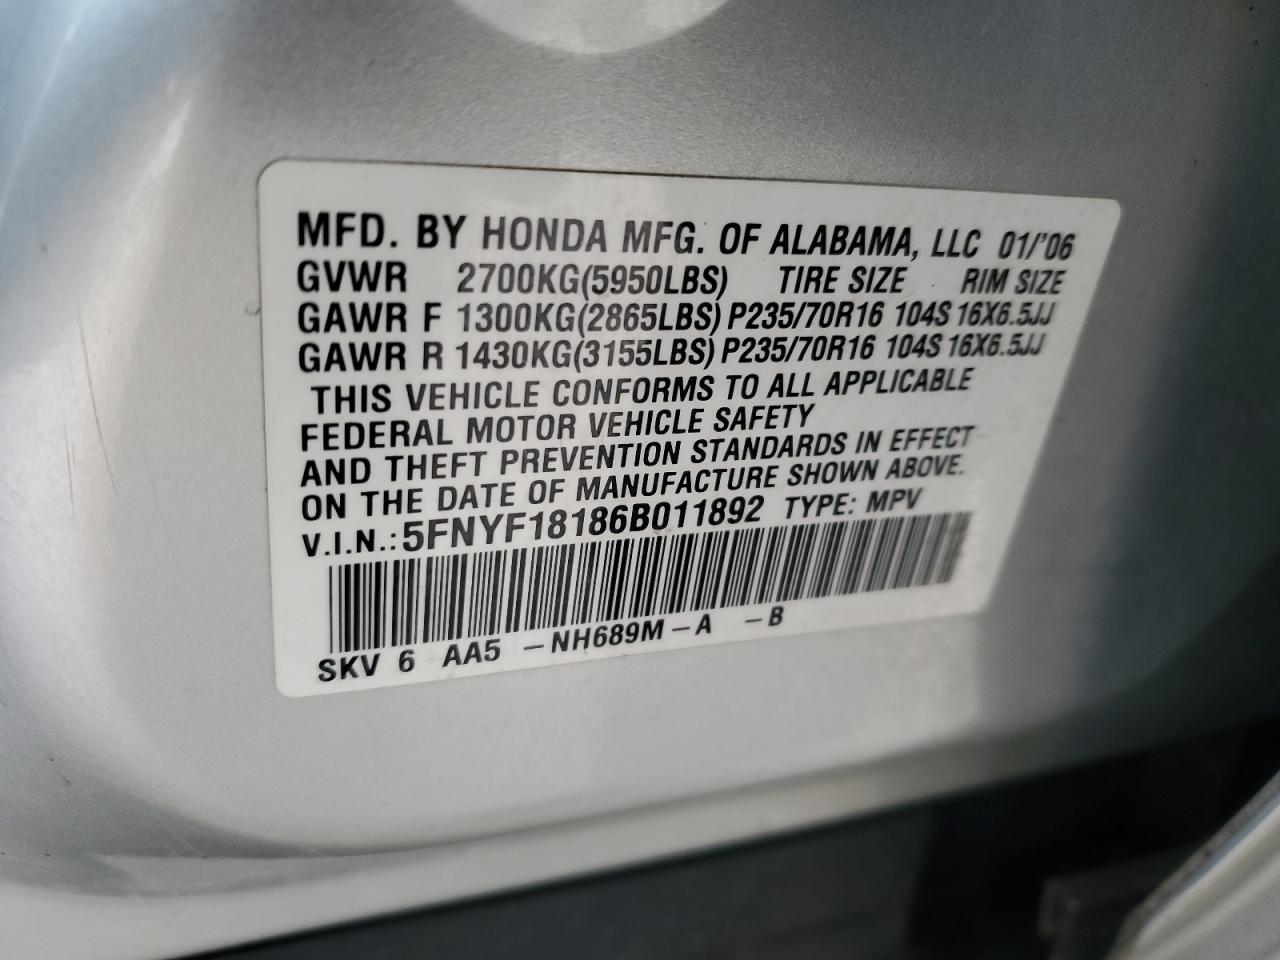 MFD. BY HONDA MFG. OF ALABAMA, LLC 01/'06
GVWR 2700KG(5950LBS) TIRE SIZE RIM SIZE
GAWR F 1300KG(2865LBS) P235/70R16 104S 16X6.5JJ
GAWR R 1430KG(3155LBS) P235/70R16 104S 16X6.5JJ
THIS VEHICLE CONFORMS TO ALL APPLICABLE
FEDERAL MOTOR VEHICLE SAFETY
AND THEFT PREVENTION STANDARDS IN EFFECT
ON THE DATE OF MANUFACTURE SHOWN ABOVE.
V.I.N.: 5FNYF18186B011892 TYPE: MPV
SKV 6 AA5 -NH689M-A -B